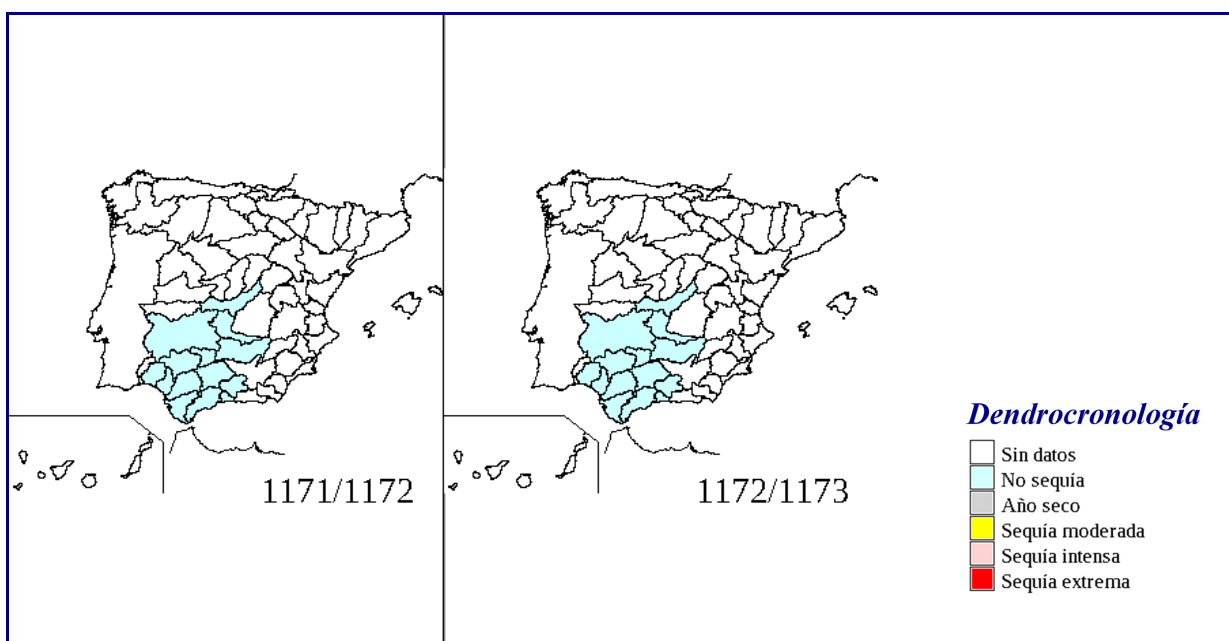 1171/1172
1172/1173
Dendrocronología
Sin datos
No sequía
Año seco
Sequía moderada
Sequía intensa
Sequía extrema